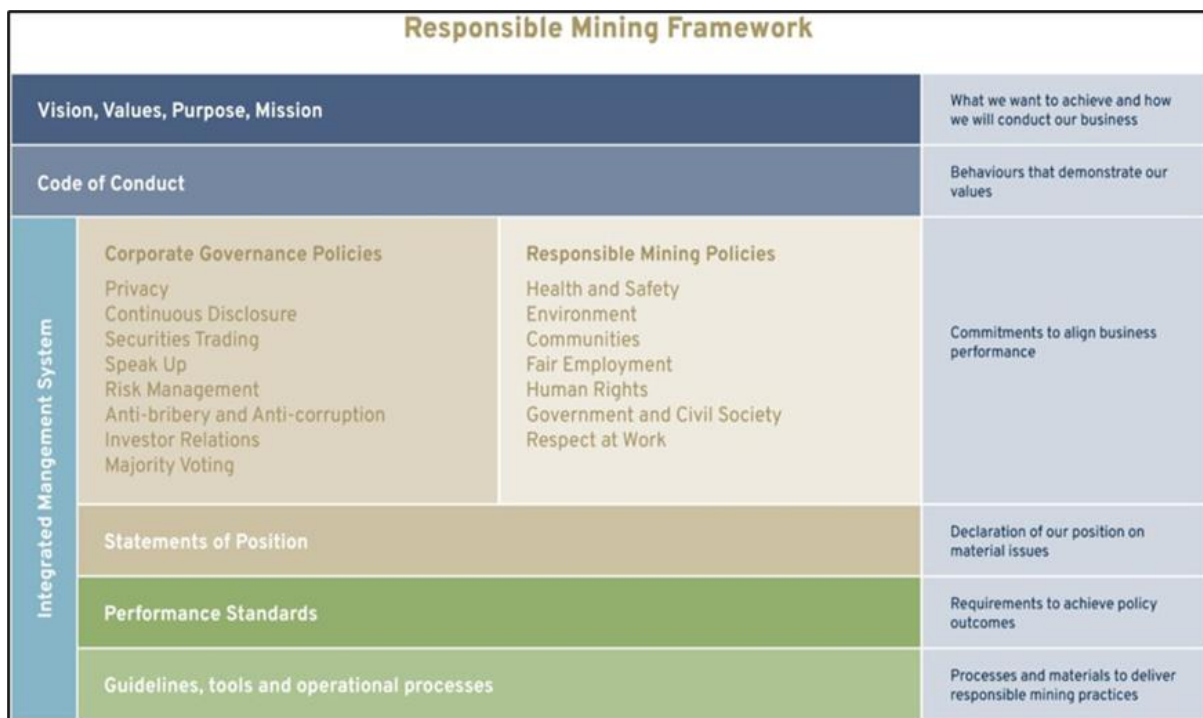 Responsible Mining Framework
Vision, Values, Purpose, Mission
What we want to achieve and how
we will conduct our business
Code of Conduct
Behaviours that demonstrate our
values
Integrated Mangement System
Corporate Governance Policies
Privacy
Continuous Disclosure
Securities Trading
Speak Up
Risk Management
Anti-bribery and Anti-corruption
Investor Relations
Majority Voting
Responsible Mining Policies
Health and Safety
Environment
Communities
Fair Employment
Human Rights
Government and Civil Society
Respect at Work
Commitments to align business
performance
Statements of Position
Declaration of our position on
material issues
Performance Standards
Requirements to achieve policy
outcomes
Guidelines, tools and operational processes
Processes and materials to deliver
responsible mining practices